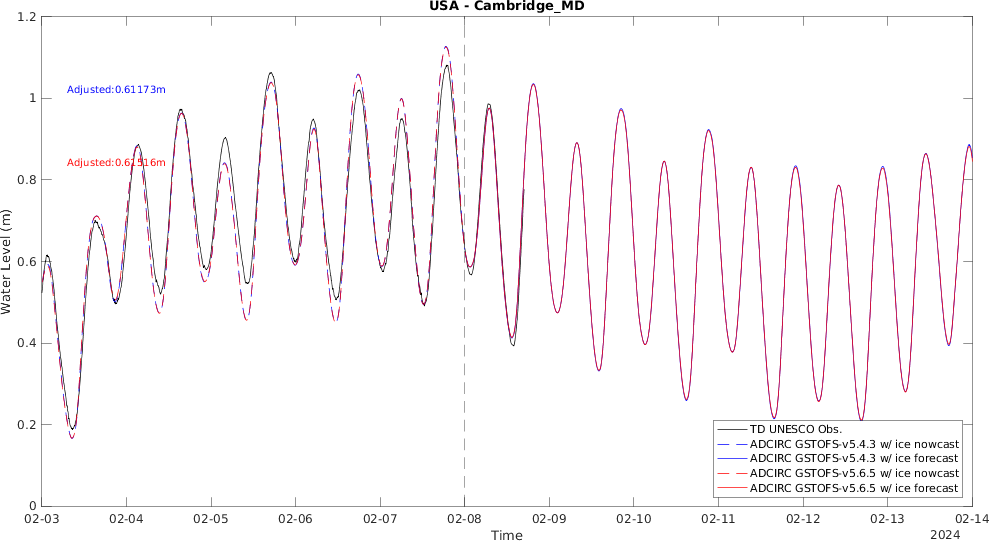 USA - Cambridge_MD
1.2
1
0.8
0.6
0.4
0.2
0
Water Level (m)
Adjusted:0.61173m
Adjusted:0.61516m
TD UNESCO Obs.
ADCIRC GSTOFS-v5.4.3 w/ ice nowcast
ADCIRC GSTOFS-v5.4.3 w/ ice forecast
ADCIRC GSTOFS-v5.6.5 w/ ice nowcast
ADCIRC GSTOFS-v5.6.5 w/ ice forecast
02-03 02-04 02-05 02-06 02-07 02-08 02-09 02-10 02-11 02-12 02-13 02-14
Time
2024